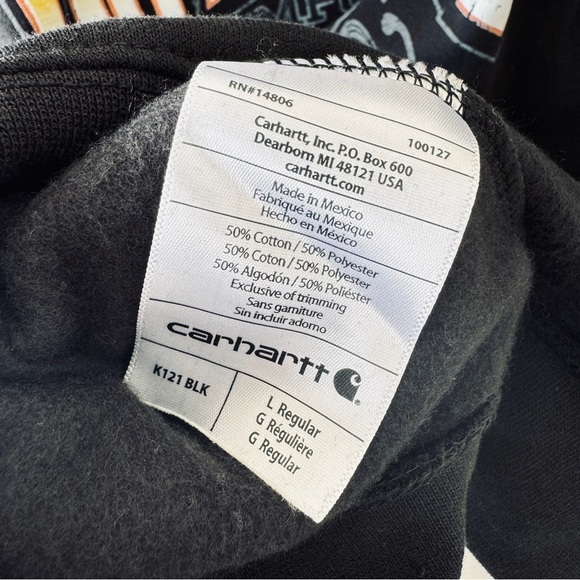 RN#14806
100127
Carhartt, Inc. P.O. Box 600
Dearborn MI 48121 USA
carhartt.com
Made in Mexico
Fabriqué au Mexique
Hecho en México
50% Cotton / 50% Polyester
50% Coton / 50% Polyester
50% Algodón / 50% Poliéster
Exclusive of trimming
Sans garniture
Sin incluir adorno
carhartt
K121 BLK
L Regular
G Régulière
G Regular